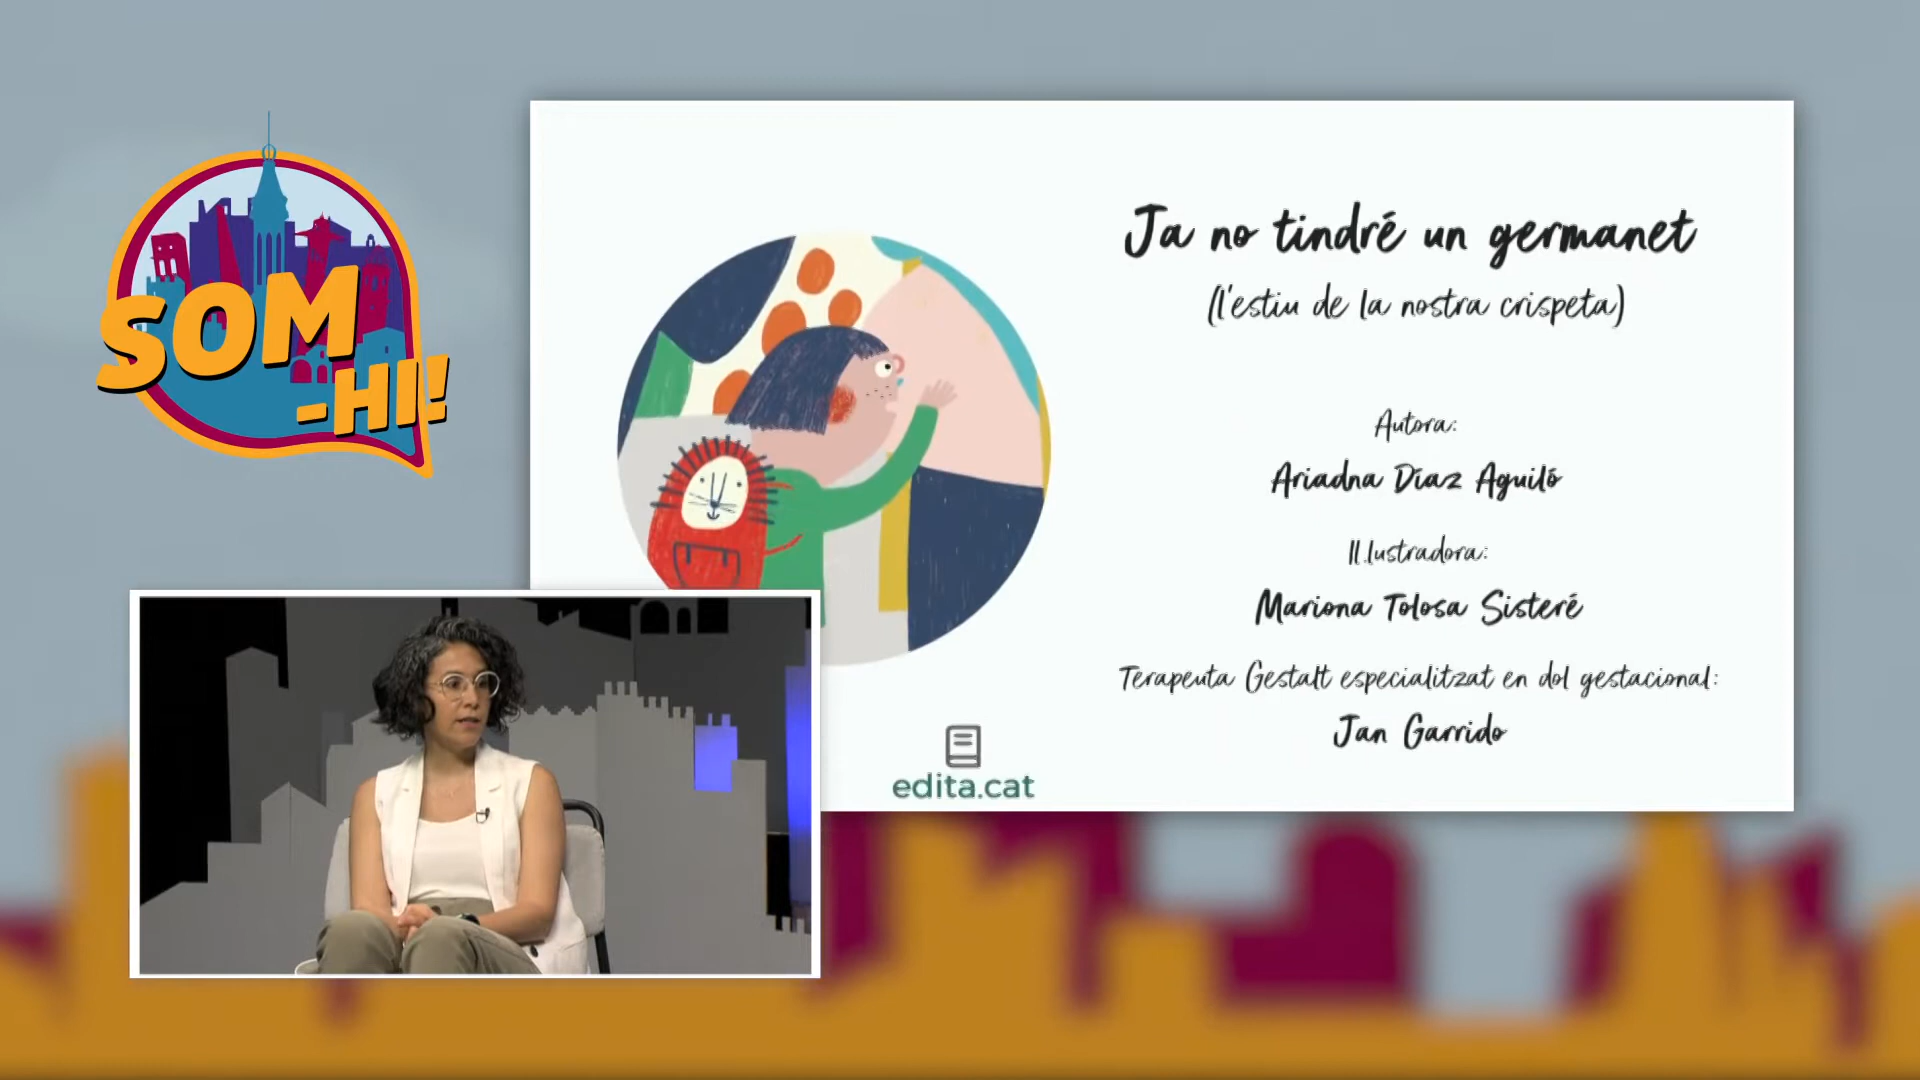 SOM
-HI!
Ja no tindré un germanet
(l'estiu de la nostra crispeta)
Autora:
Ariadna Díaz Aguiló
Il.lustradora:
Mariona Tolosa Sisteré
Terapeuta Gestalt especialitzat en dol gestacional:
Jan Garrido
edita.cat